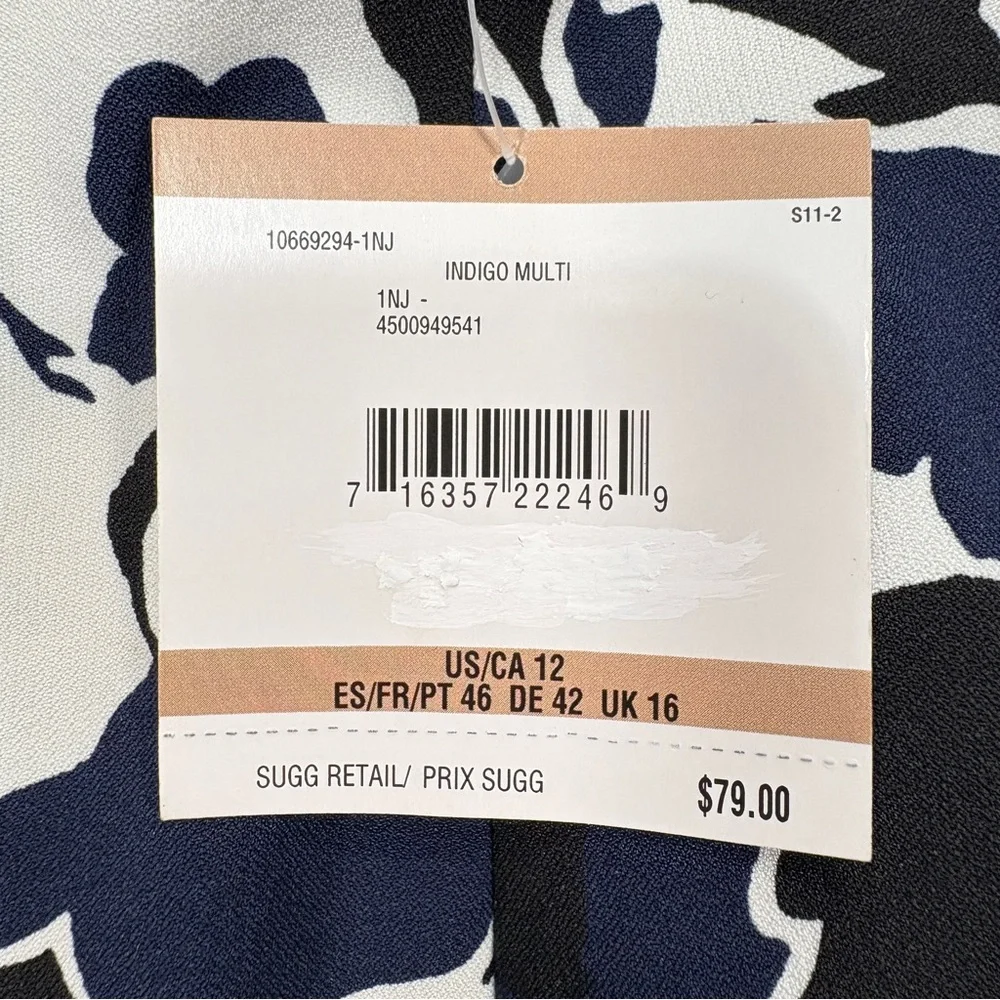 S11-2
10669294-1NJ
INDIGO MULTI
1NJ -
4500949541
7 16357 22246 9
US/CA 12
ES/FR/PT 46 DE 42 UK 16
SUGG RETAIL/ PRIX SUGG $79.00